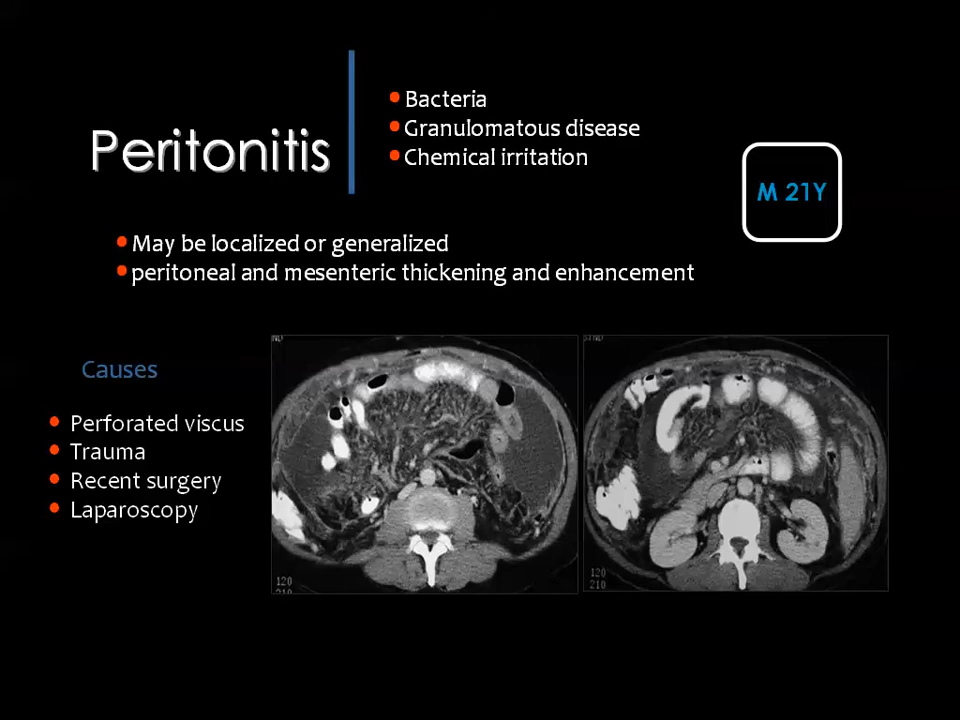 Peritonitis
Bacteria
Granulomatous disease
Chemical irritation
M 21Y
May be localized or generalized
peritoneal and mesenteric thickening and enhancement
Causes
Perforated viscus
Trauma
Recent surgery
Laparoscopy
120
210
120
210